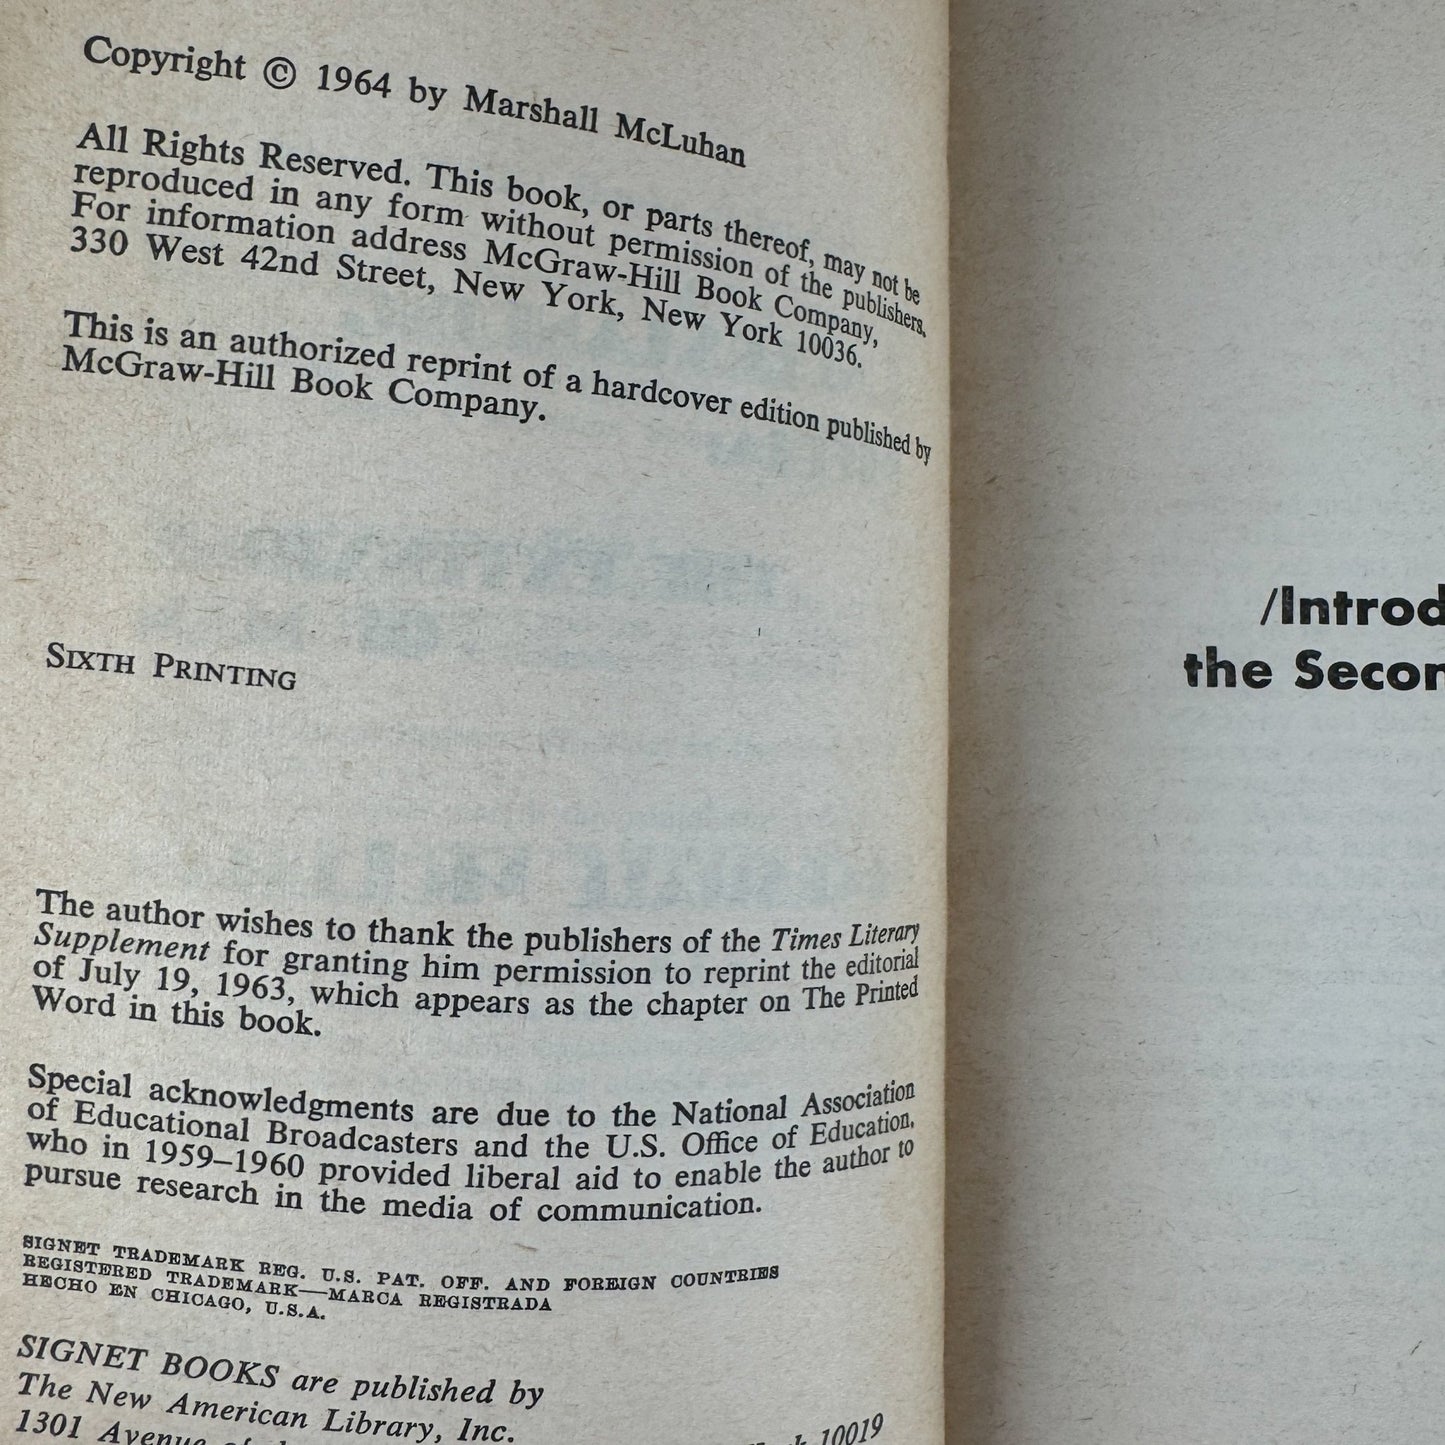 Copyright © 1964 by Marshall McLuhan
All Rights Reserved. This book, or parts thereof, may not be
reproduced in any form without permission of the publishers.
For information address McGraw-Hill Book Company,
330 West 42nd Street, New York, New York 10036.
This is an authorized reprint of a hardcover edition published by
McGraw-Hill Book Company.
SIXTH PRINTING
The author wishes to thank the publishers of the Times Literary
Supplement for granting him permission to reprint the editorial
of July 19, 1963, which appears as the chapter on The Printed
Word in this book.
Special acknowledgments are due to the National Association
of Educational Broadcasters and the U.S. Office of Education,
who in 1959–1960 provided liberal aid to enable the author to
pursue research in the media of communication.
SIGNET TRADEMARK REG. U.S. PAT. OFF. AND FOREIGN COUNTRIES
REGISTERED TRADEMARK—MARCA REGISTRADA
HECHO EN CHICAGO, U.S.A.
SIGNET BOOKS are published by
The New American Library, Inc.
1301 Avenue of 10019
/Introd
the Secon